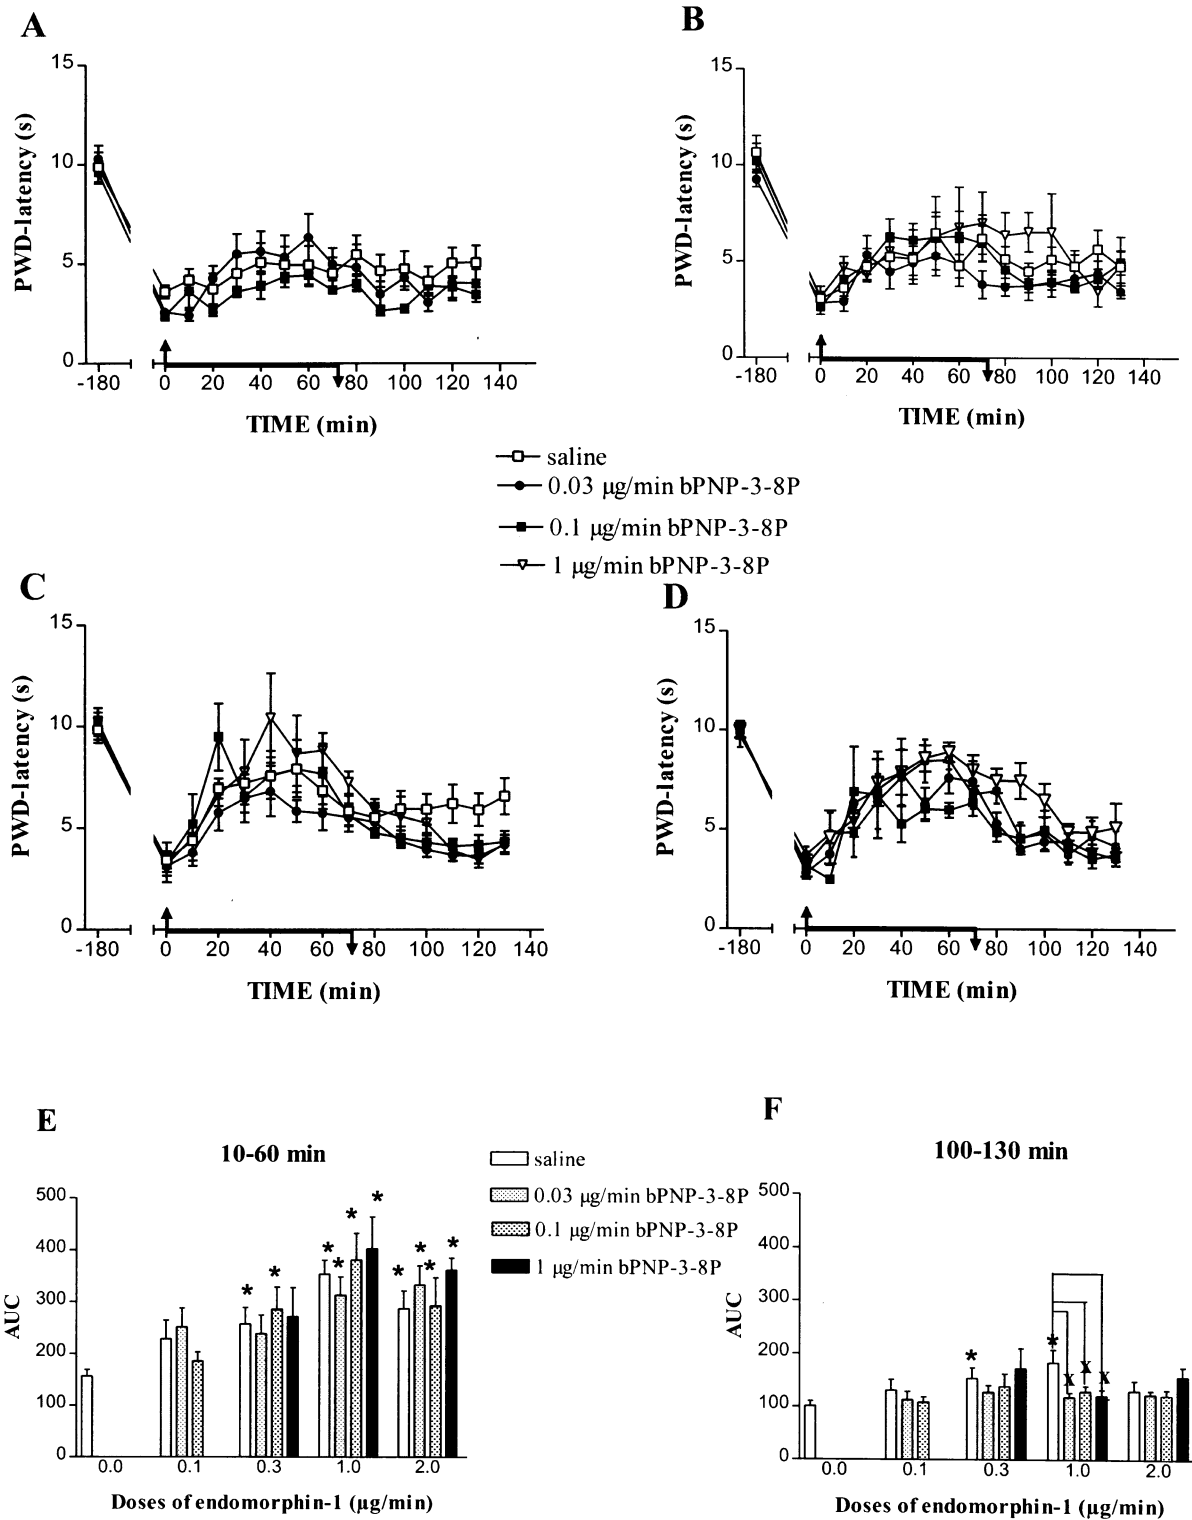 A
15
10
5
0
PWD-latency (s)
-180 0 20 40 60 80 100 120 140
TIME (min)
B
15
10
5
0
PWD-latency (s)
-180 0 20 40 60 80 100 120 140
TIME (min)
saline
0.03 µg/min bPNP-3-8P
0.1 µg/min bPNP-3-8P
1 µg/min bPNP-3-8P
C
15
10
5
0
PWD-latency (s)
-180 0 20 40 60 80 100 120 140
TIME (min)
D
15
10
5
0
PWD-latency (s)
-180 0 20 40 60 80 100 120 140
TIME (min)
E
10-60 min
500
400
300
200
100
0
AUC
* * * * * * * * * *
0.0 0.1 0.3 1.0 2.0
Doses of endomorphin-1 (µg/min)
saline
0.03 µg/min bPNP-3-8P
0.1 µg/min bPNP-3-8P
1 µg/min bPNP-3-8P
F
100-130 min
500
400
300
200
100
0
AUC
* * x x x
0.0 0.1 0.3 1.0 2.0
Doses of endomorphin-1 (µg/min)